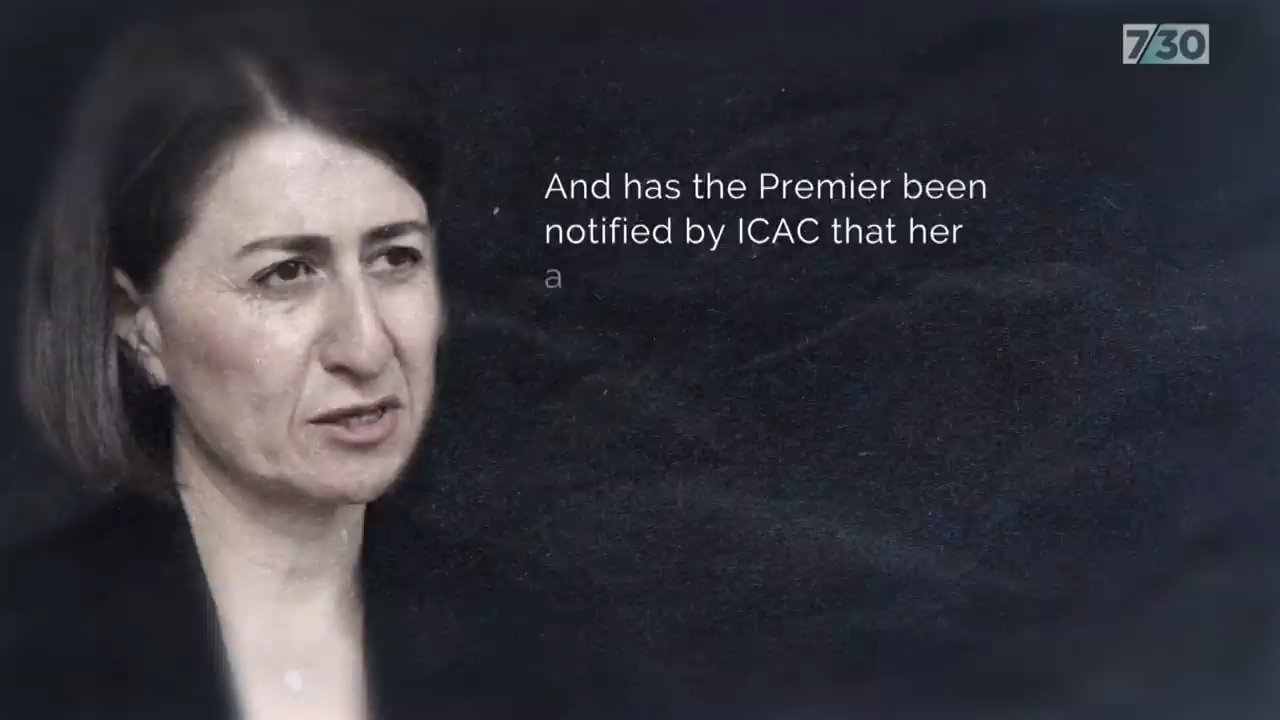 7/30
And has the Premier been
notified by ICAC that her
a